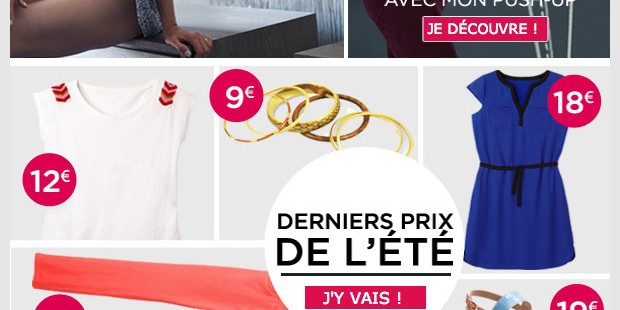 AVEC MON PUSH-UP
JE DÉCOUVRE !
9€
18€
12€
DERNIERS PRIX
DE L'ÉTÉ
J'Y VAIS !